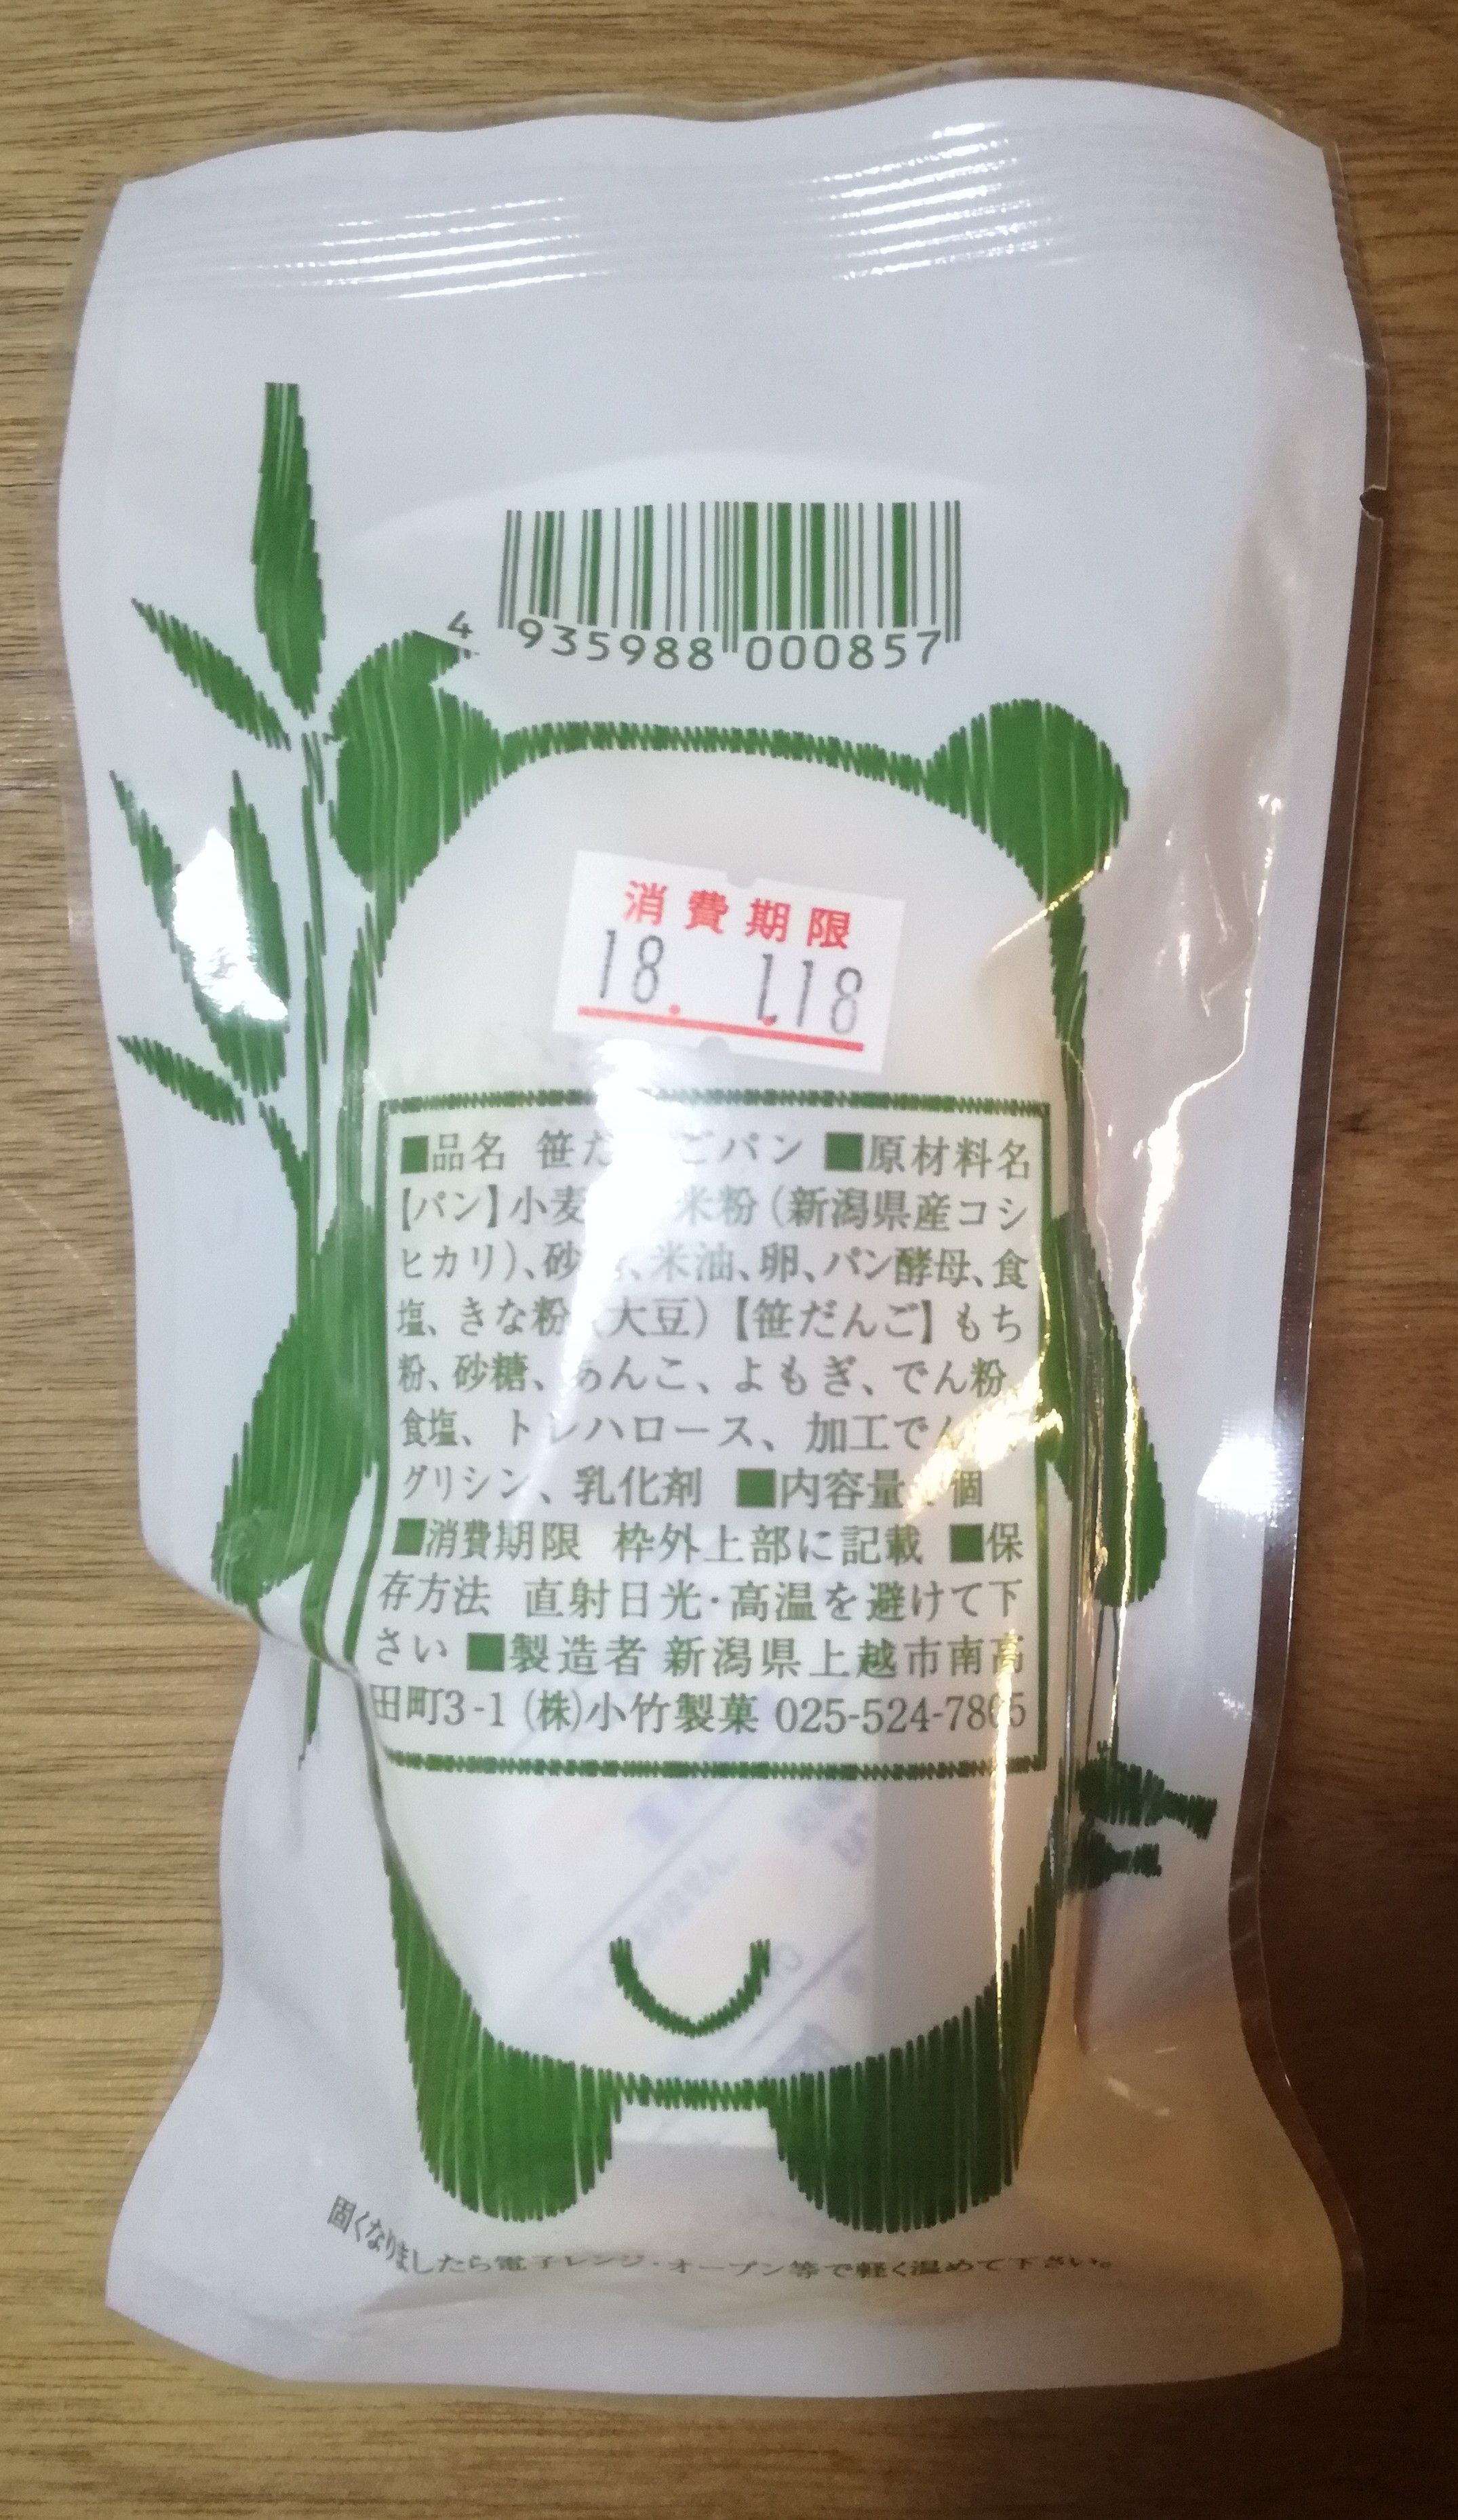 4 935988 000857
消費期限
18. 1.18
■品名 笹だ ごパン ■原材料名
【パン】小麦 米粉（新潟県産コシ
ヒカリ）、砂 、米油、卵、パン酵母、食
塩、きな粉（大豆）【笹だんご】もち
粉、砂糖、あんこ、よもぎ、でん粉、
食塩、トレハロース、加工でん
グリシン、乳化剤 ■内容量 個
■消費期限 枠外上部に記載 ■保
存方法 直射日光・高温を避けて下
さい ■製造者 新潟県上越市南高
田町3-1 (株)小竹製菓 025-524-7805
固くなりましたら電子レンジ・オーブン等で軽く温めて下さい。